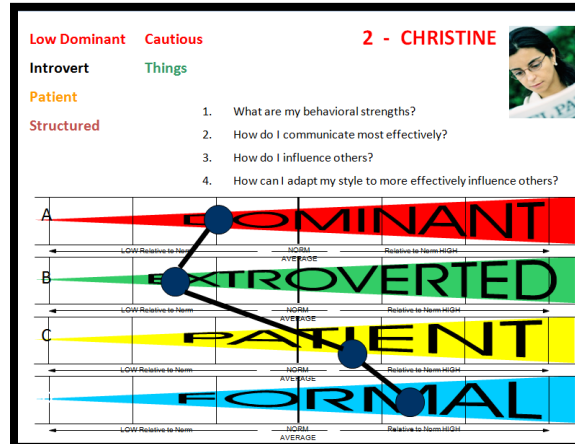 Low Dominant Cautious
2 - CHRISTINE
Introvert Things
Patient
Structured
1. What are my behavioral strengths?
2. How do I communicate most effectively?
3. How do I influence others?
4. How can I adapt my style to more effectively influence others?
A DOMINANT
LOW Relative to Norm NORM AVERAGE Relative to Norm HIGH
B EXTROVERTED
LOW Relative to Norm NORM AVERAGE Relative to Norm HIGH
C PATIENT
LOW Relative to Norm NORM AVERAGE Relative to Norm HIGH
FORMAL
LOW Relative to Norm NORM AVERAGE Relative to Norm HIGH